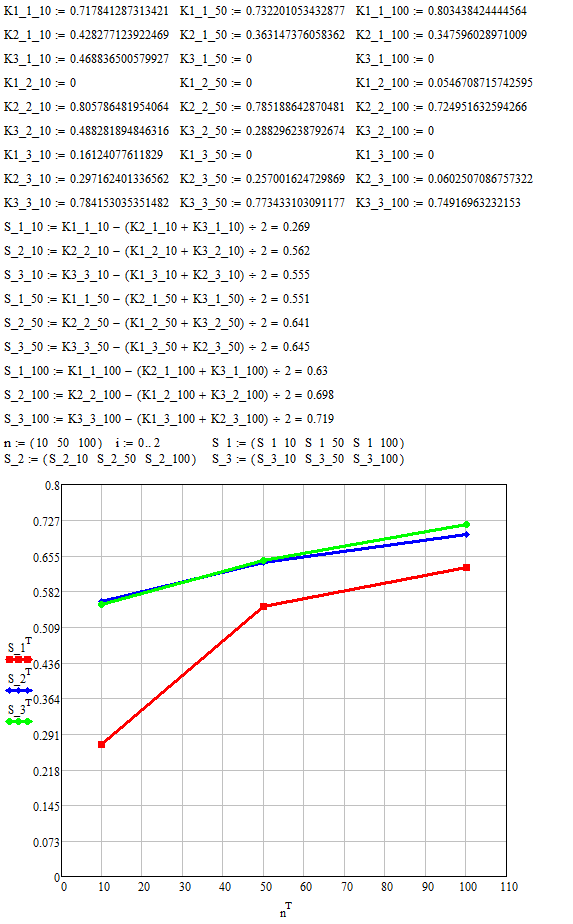 K1_1_10 := 0.717841287313421 K1_1_50 := 0.732201053432877 K1_1_100 := 0.803438424444564
K2_1_10 := 0.428277123922469 K2_1_50 := 0.363147376058362 K2_1_100 := 0.347596028971009
K3_1_10 := 0.468836500579927 K3_1_50 := 0 K3_1_100 := 0
K1_2_10 := 0 K1_2_50 := 0 K1_2_100 := 0.0546708715742595
K2_2_10 := 0.805786481954064 K2_2_50 := 0.785188642870481 K2_2_100 := 0.724951632594266
K3_2_10 := 0.488281894846316 K3_2_50 := 0.288296238792674 K3_2_100 := 0
K1_3_10 := 0.16124077611829 K1_3_50 := 0 K1_3_100 := 0
K2_3_10 := 0.297162401336562 K2_3_50 := 0.257001624729869 K2_3_100 := 0.0602507086757322
K3_3_10 := 0.784153035351482 K3_3_50 := 0.773433103091177 K3_3_100 := 0.74916963232153
S_1_10 := K1_1_10 − (K2_1_10 + K3_1_10) ÷ 2 = 0.269
S_2_10 := K2_2_10 − (K1_2_10 + K3_2_10) ÷ 2 = 0.562
S_3_10 := K3_3_10 − (K1_3_10 + K2_3_10) ÷ 2 = 0.555
S_1_50 := K1_1_50 − (K2_1_50 + K3_1_50) ÷ 2 = 0.551
S_2_50 := K2_2_50 − (K1_2_50 + K3_2_50) ÷ 2 = 0.641
S_3_50 := K3_3_50 − (K1_3_50 + K2_3_50) ÷ 2 = 0.645
S_1_100 := K1_1_100 − (K2_1_100 + K3_1_100) ÷ 2 = 0.63
S_2_100 := K2_2_100 − (K1_2_100 + K3_2_100) ÷ 2 = 0.698
S_3_100 := K3_3_100 − (K1_3_100 + K2_3_100) ÷ 2 = 0.719
n := (10 50 100) i := 0..2 S_1 := (S_1_10 S_1_50 S_1_100)
S_2 := (S_2_10 S_2_50 S_2_100) S_3 := (S_3_10 S_3_50 S_3_100)
0.8
0.727
0.655
0.582
0.509
S_1^T
0.436
S_2^T
0.364
S_3^T
0.291
0.218
0.145
0.073
0
0 10 20 30 40 50 60 70 80 90 100 110
n^T